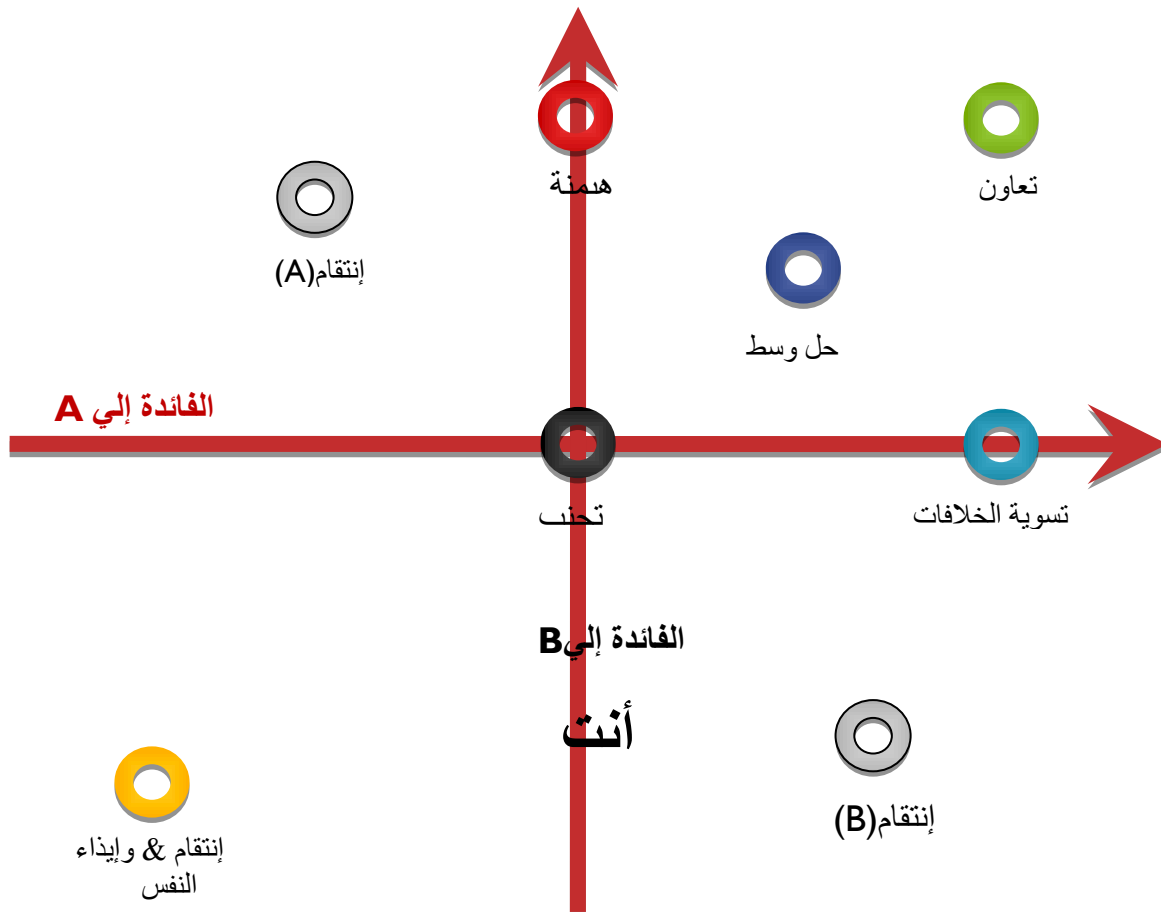 هيمنة
تعاون
إنتقام(A)
حل وسط
الفائدة إلي A
تجنب
تسوية الخلافات
الفائدة إليB
أنت
إنتقام(B)
إنتقام & وإيذاء
النفس